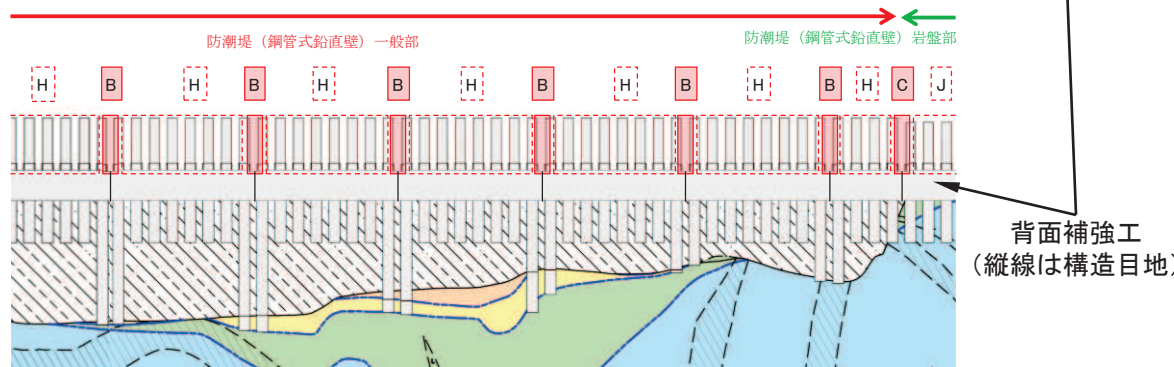 防潮堤（鋼管式鉛直壁）一般部
防潮堤（鋼管式鉛直壁）岩盤部
H B H B H B H B H B H B H C J
背面補強工
（縦線は構造目地）